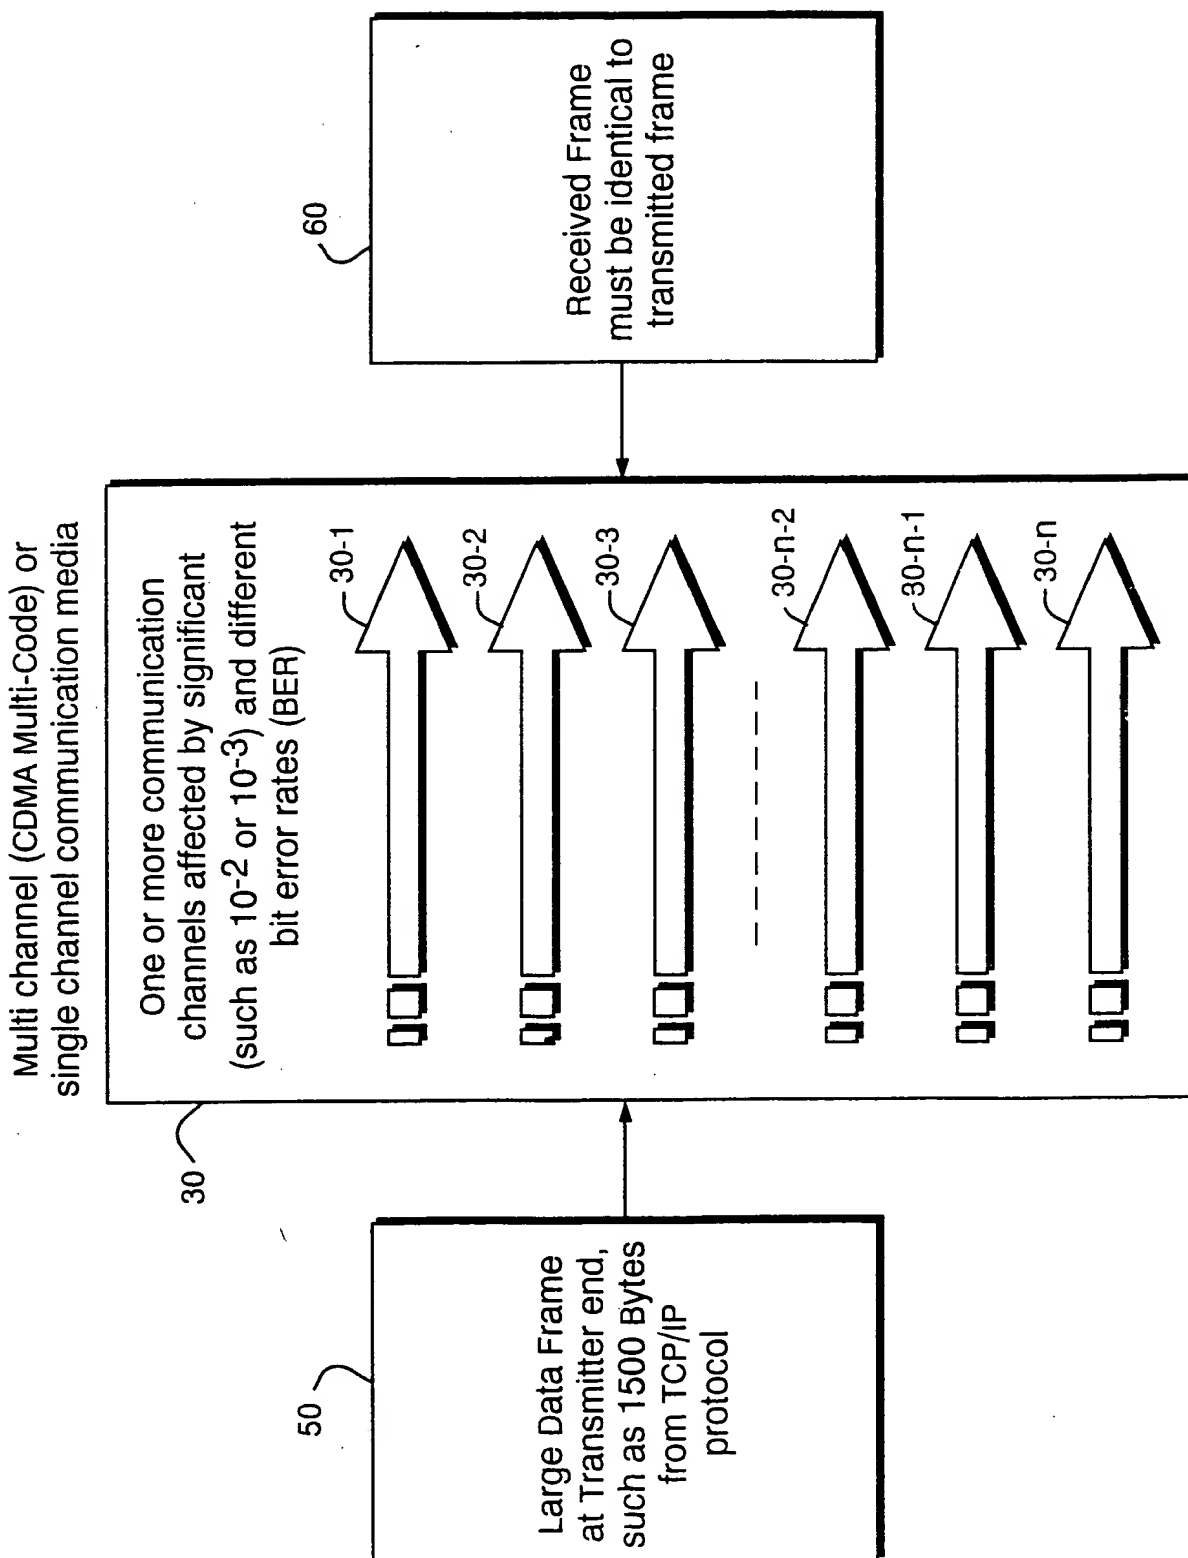 Multi channel (CDMA Multi-Code) or
single channel communication media
50
Large Data Frame
at Transmitter end,
such as 1500 Bytes
from TCP/IP
protocol
30
One or more communication
channels affected by significant
(such as 10⁻² or 10⁻³) and different
bit error rates (BER)
30-1
30-2
30-3
30-n-2
30-n-1
30-n
60
Received Frame
must be identical to
transmitted frame